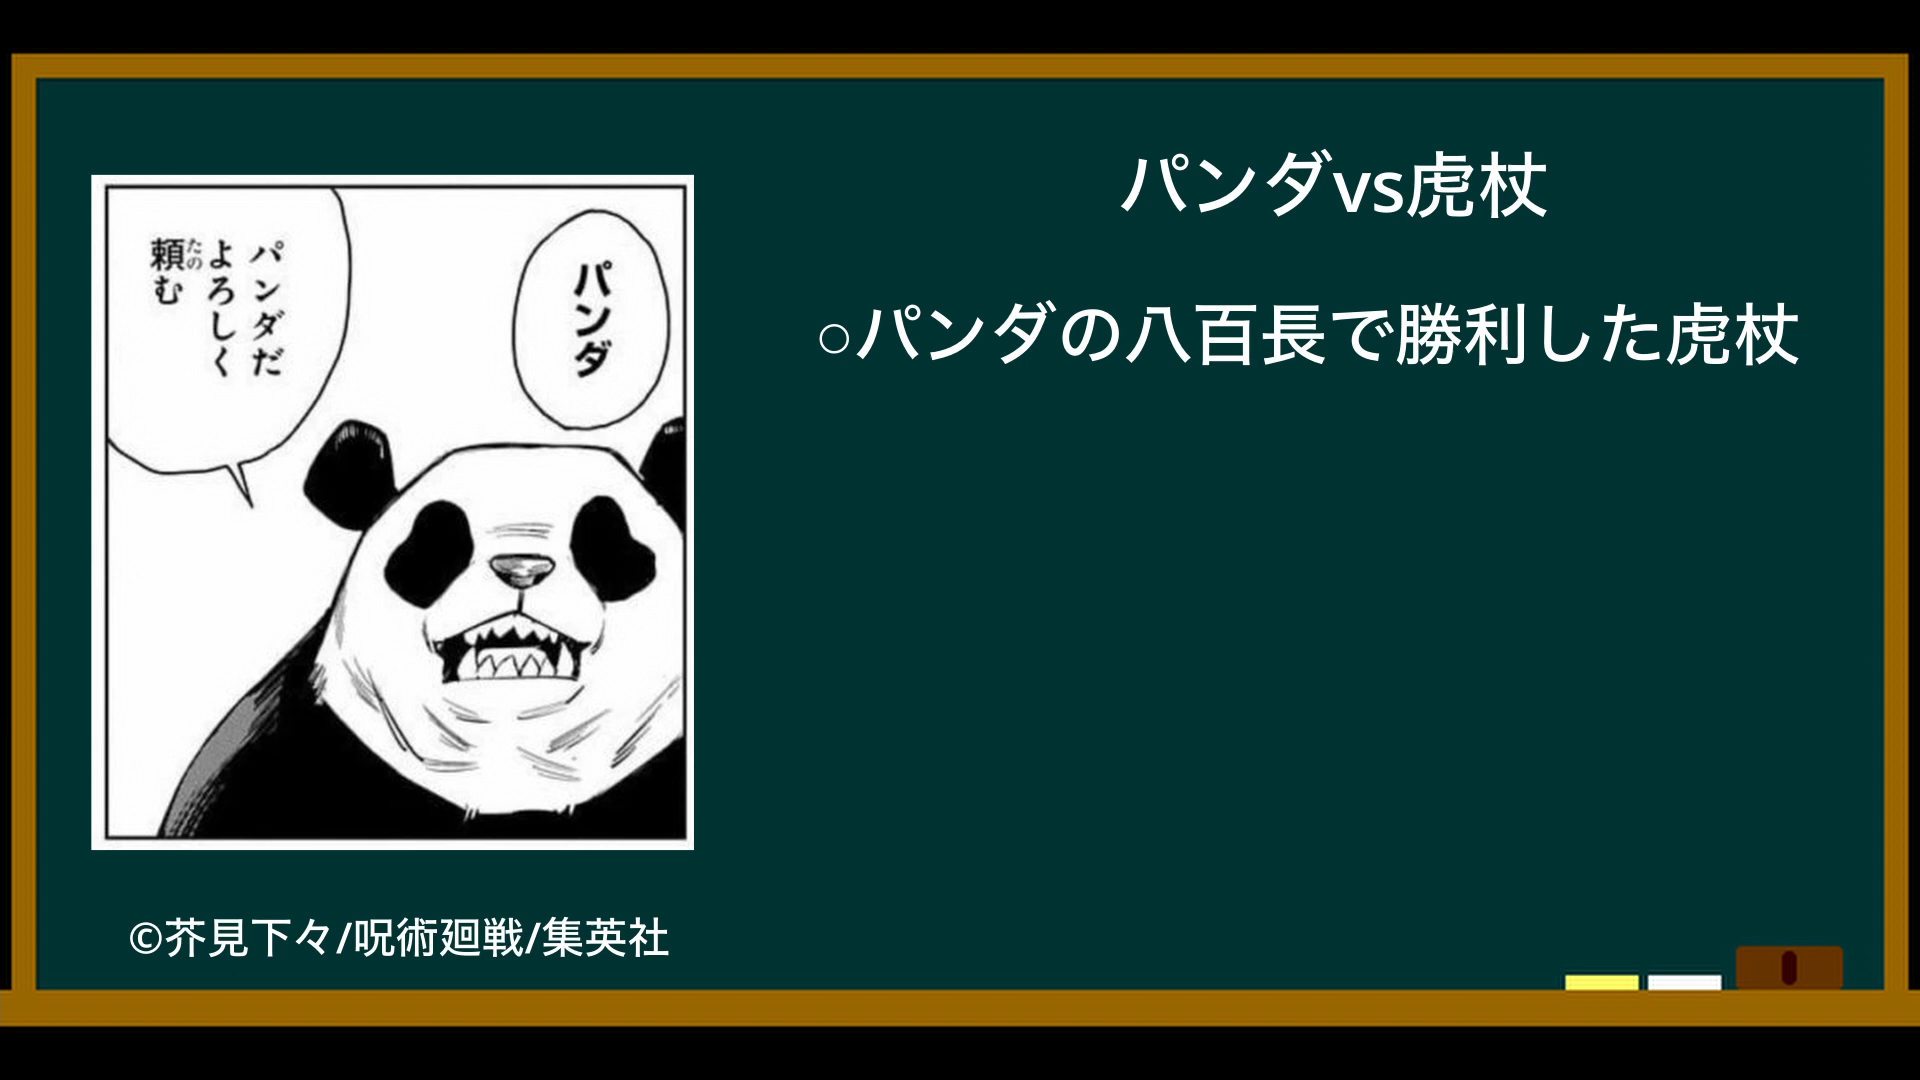 パンダvs虎杖
○パンダの八百長で勝利した虎杖
パンダ
パンダだ
よろしく
頼む
たの
©芥見下々/呪術廻戦/集英社